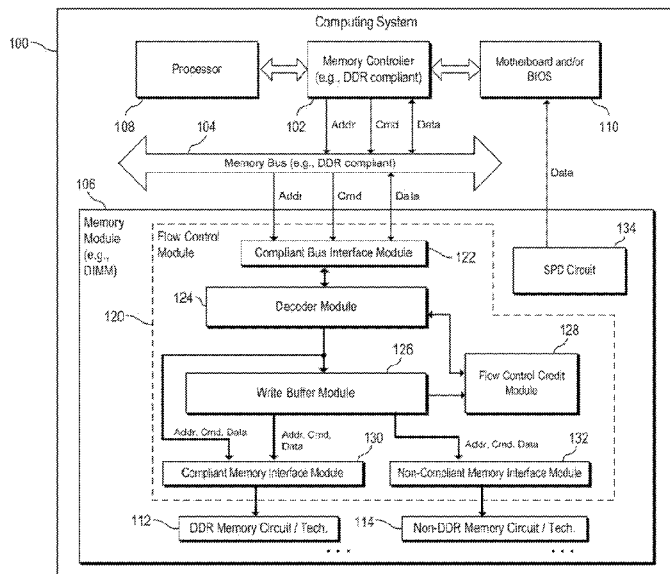 Computing System
100
Processor
Memory Controller
(e.g., DDR compliant)
Motherboard and/or
BIOS
108
102
110
104
Addr
Cmd
Data
Memory Bus (e.g., DDR compliant)
Data
106
Addr
Cmd
Data
Memory
Module
(e.g.,
DIMM)
Flow Control
Module
134
Compliant Bus Interface Module
122
SPD Circuit
124
Decoder Module
120
126
128
Write Buffer Module
Flow Control Credit
Module
Addr, Cmd, Data
Addr, Cmd,
Data
130
Addr, Cmd, Data
132
Compliant Memory Interface Module
Non-Compliant Memory Interface Module
112
DDR Memory Circuit / Tech.
114
Non-DDR Memory Circuit / Tech.
• • •
• • •